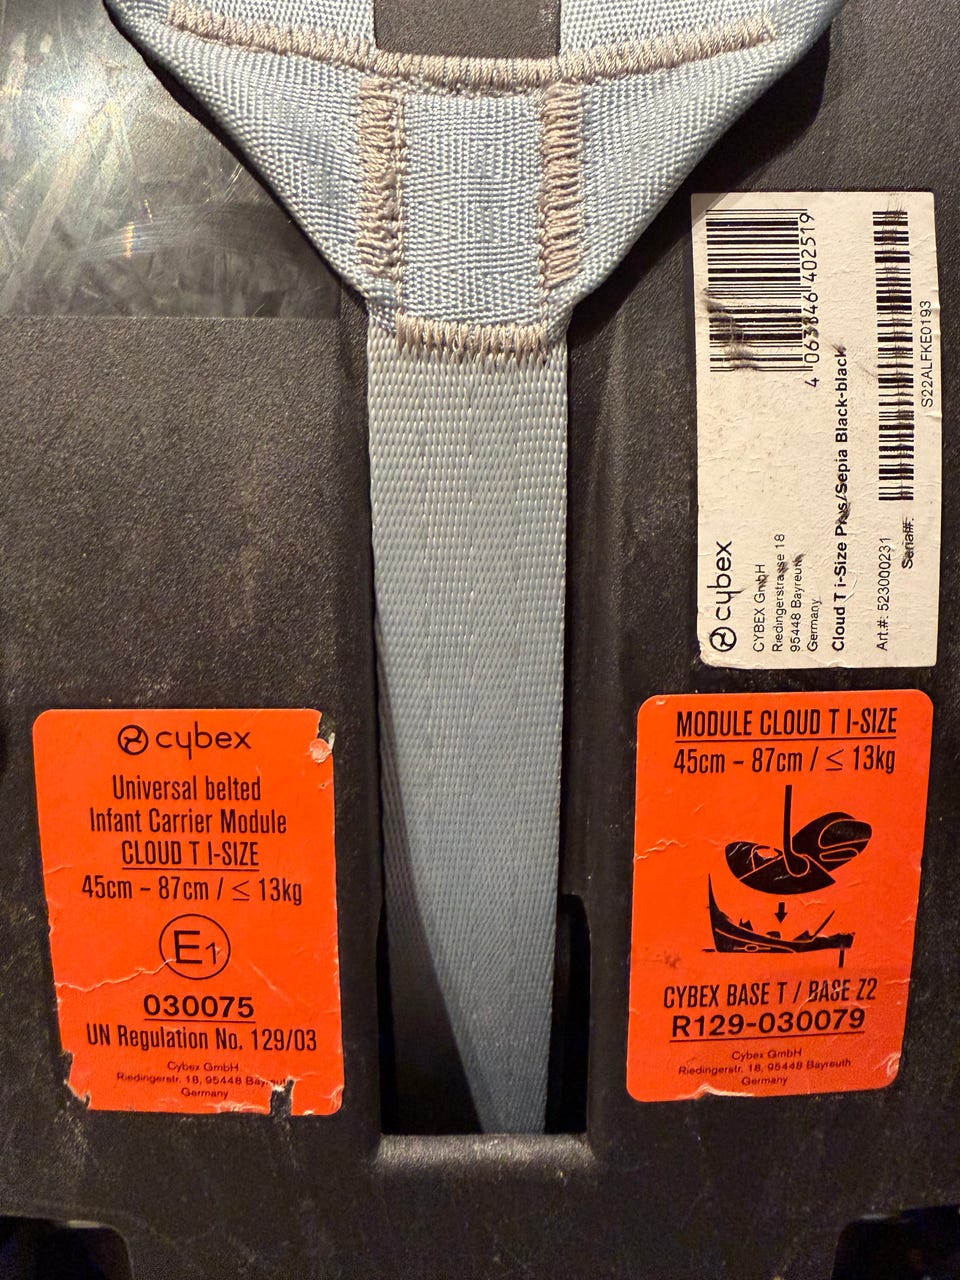 cybex
Universal belted
Infant Carrier Module
CLOUD T I-SIZE
45cm – 87cm / ≤ 13kg
E1
030075
UN Regulation No. 129/03
Cybex GmbH
Riedingerstr. 18, 95448 Bayreuth
Germany
4 063846 402519
cybex
CYBEX GmbH
Riedingerstrasse 18
95448 Bayreuth
Germany
Cloud T i-Size Plus/Sepia Black-black
Art.#: 523000231
Serial#:
S22ALFKE0193
MODULE CLOUD T I-SIZE
45cm – 87cm / ≤ 13kg
CYBEX BASE T / BASE Z2
R129-030079
Cybex GmbH
Riedingerstr. 18, 95448 Bayreuth
Germany